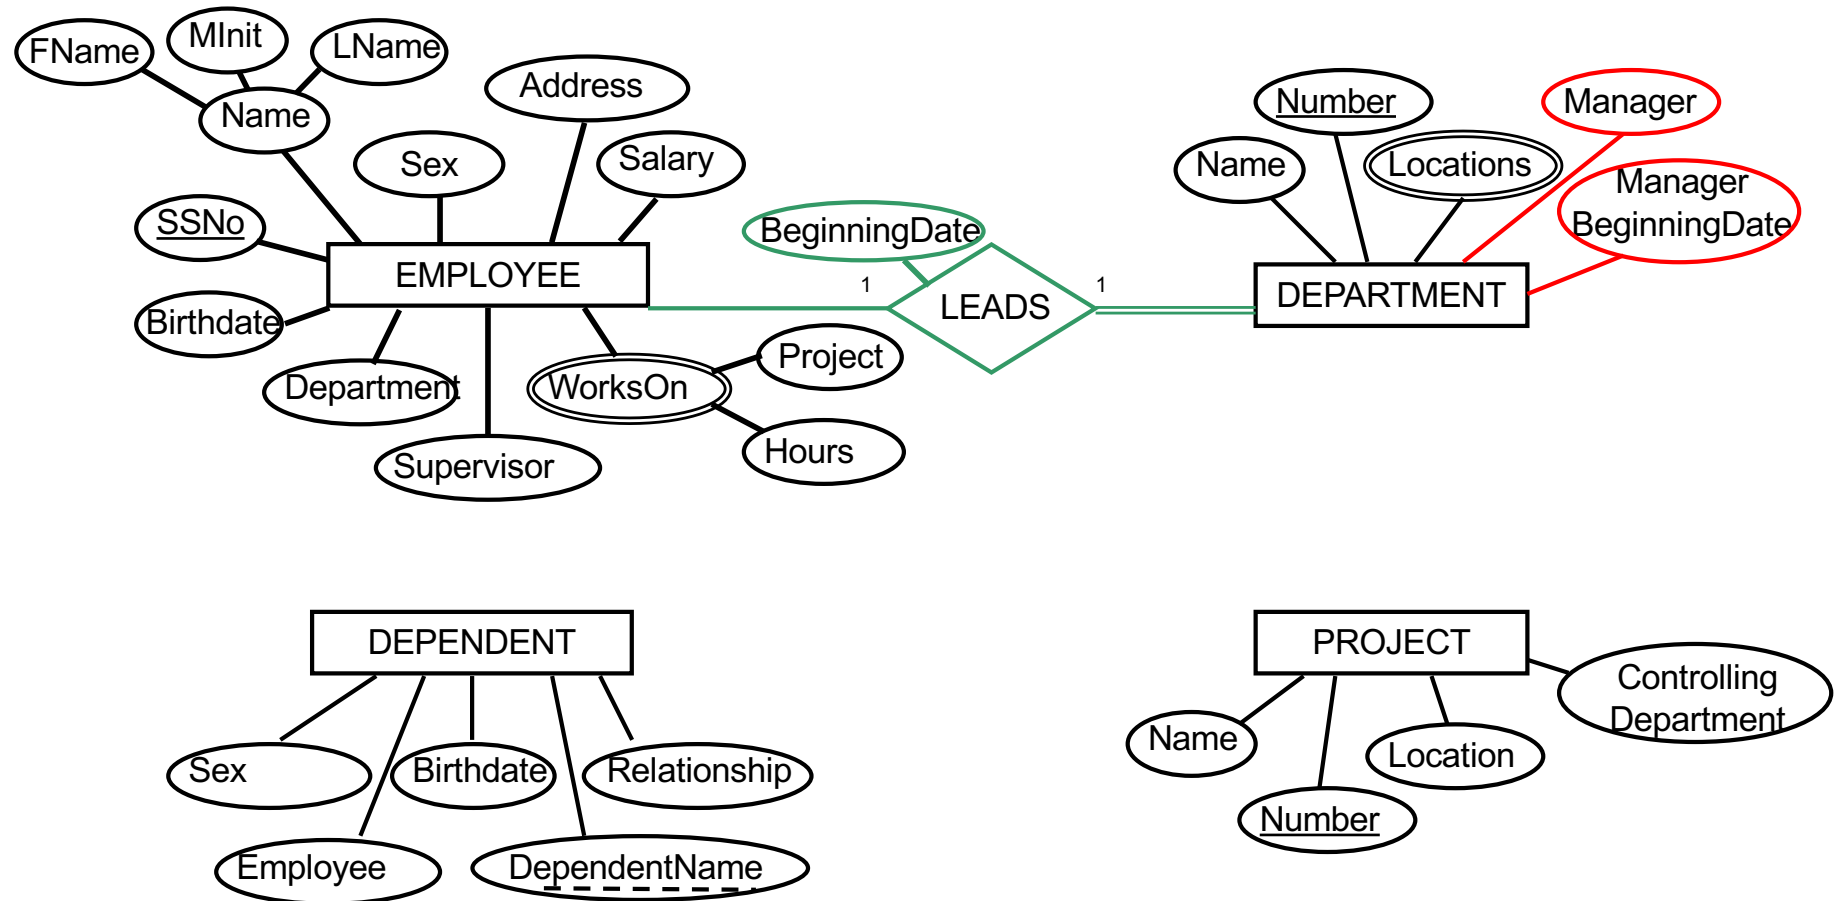 FName
MInit
LName
Name
Address
Sex
Salary
SSNo
EMPLOYEE
Birthdate
Department
Supervisor
WorksOn
Project
Hours
BeginningDate
1
LEADS
1
Number
Manager
Name
Locations
Manager
BeginningDate
DEPARTMENT
DEPENDENT
Sex
Birthdate
Relationship
Employee
DependentName
PROJECT
Controlling
Department
Name
Location
Number